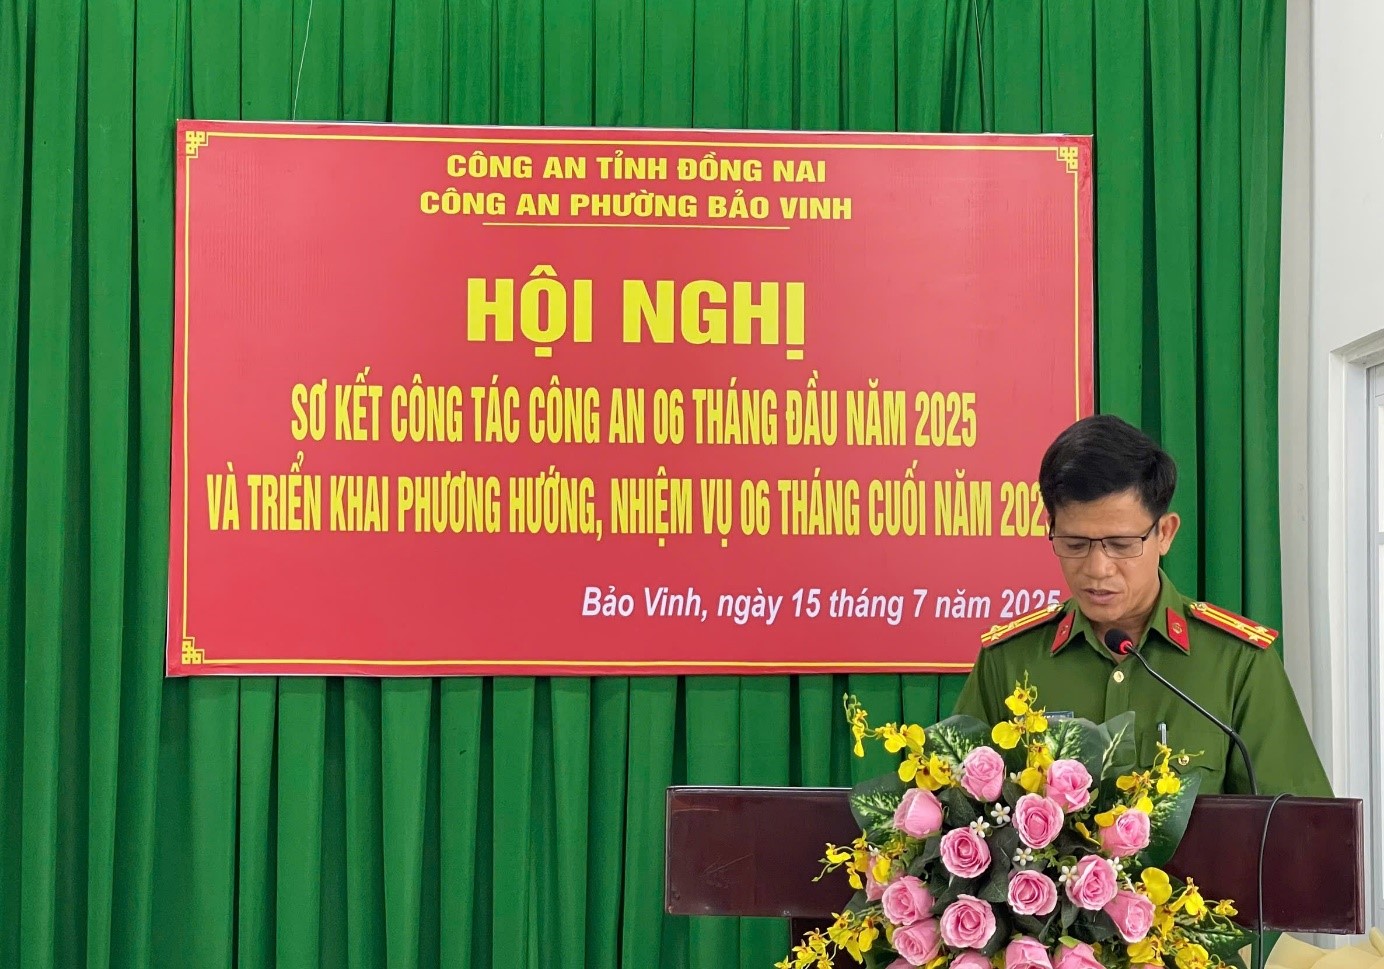 CÔNG AN TỈNH ĐỒNG NAI
CÔNG AN PHƯỜNG BẢO VINH
HỘI NGHỊ
SƠ KẾT CÔNG TÁC CÔNG AN 06 THÁNG ĐẦU NĂM 2025
VÀ TRIỂN KHAI PHƯƠNG HƯỚNG, NHIỆM VỤ 06 THÁNG CUỐI NĂM 2025
Bảo Vinh, ngày 15 tháng 7 năm 2025